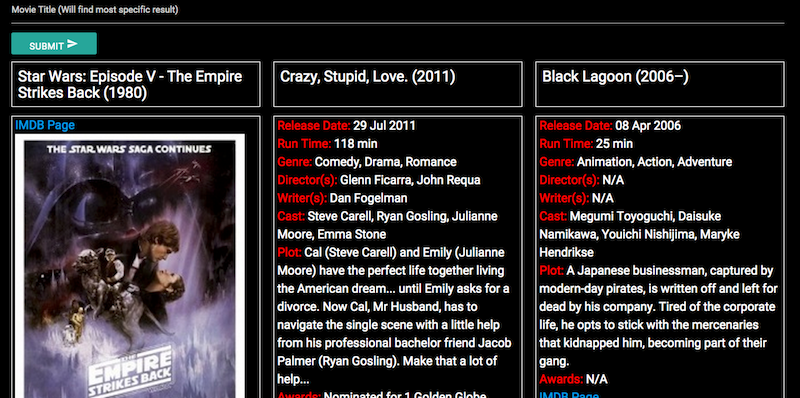 Movie Title (Will find most specific result)
SUBMIT
Star Wars: Episode V - The Empire
Strikes Back (1980)
IMDB Page
THE STAR WARS SAGA CONTINUES
THE
EMPIRE
STRIKES BACK
Crazy, Stupid, Love. (2011)
Release Date: 29 Jul 2011
Run Time: 118 min
Genre: Comedy, Drama, Romance
Director(s): Glenn Ficarra, John Requa
Writer(s): Dan Fogelman
Cast: Steve Carell, Ryan Gosling, Julianne
Moore, Emma Stone
Plot: Cal (Steve Carell) and Emily (Julianne
Moore) have the perfect life together living
the American dream... until Emily asks for a
divorce. Now Cal, Mr Husband, has to
navigate the single scene with a little help
from his professional bachelor friend Jacob
Palmer (Ryan Gosling). Make that a lot of
help...
Awards: Nominated for 1 Golden Globe.
Black Lagoon (2006–)
Release Date: 08 Apr 2006
Run Time: 25 min
Genre: Animation, Action, Adventure
Director(s): N/A
Writer(s): N/A
Cast: Megumi Toyoguchi, Daisuke
Namikawa, Youichi Nishijima, Maryke
Hendrikse
Plot: A Japanese businessman, captured by
modern-day pirates, is written off and left for
dead by his company. Tired of the corporate
life, he opts to stick with the mercenaries
that kidnapped him, becoming part of their
gang.
Awards: N/A
IMDB Page